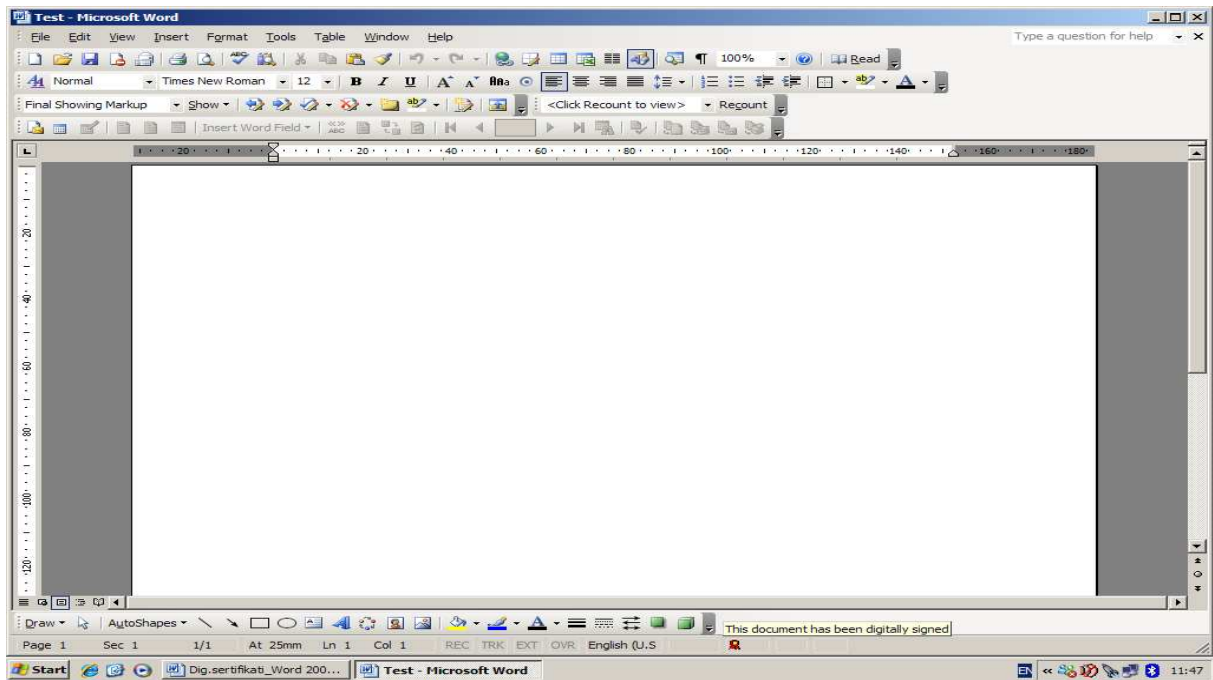 Test - Microsoft Word
File Edit View Insert Format Tools Table Window Help Type a question for help
100% Read
Normal Times New Roman 12 B I U A A
Final Showing Markup Show <Click Recount to view> Recount
Insert Word Field
20 20 40 60 80 100 120 140 160 180
20
40
60
80
100
120
Draw AutoShapes A This document has been digitally signed
Page 1 Sec 1 1/1 At 25mm Ln 1 Col 1 REC TRK EXT OVR English (U.S
Start Dig.sertifikati_Word 200... Test - Microsoft Word EN 11:47